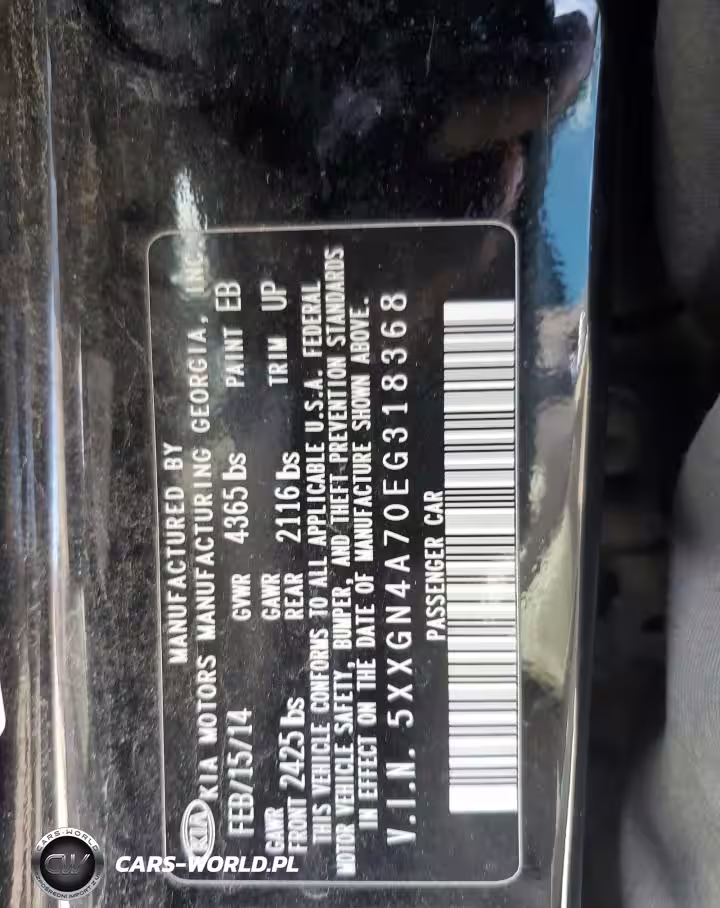 MANUFACTURED BY
KIA KIA MOTORS MANUFACTURING GEORGIA, INC.
FEB/15/14 GVWR 4365 lbs PAINT EB
GAWR FRONT 2425 lbs GAWR REAR 2116 lbs TRIM UP
THIS VEHICLE CONFORMS TO ALL APPLICABLE U.S.A. FEDERAL
MOTOR VEHICLE SAFETY, BUMPER, AND THEFT PREVENTION STANDARDS
IN EFFECT ON THE DATE OF MANUFACTURE SHOWN ABOVE.
V.I.N. 5XXGN4A70EG318368
PASSENGER CAR
CARS-WORLD
CW
CARS-WORLD.PL